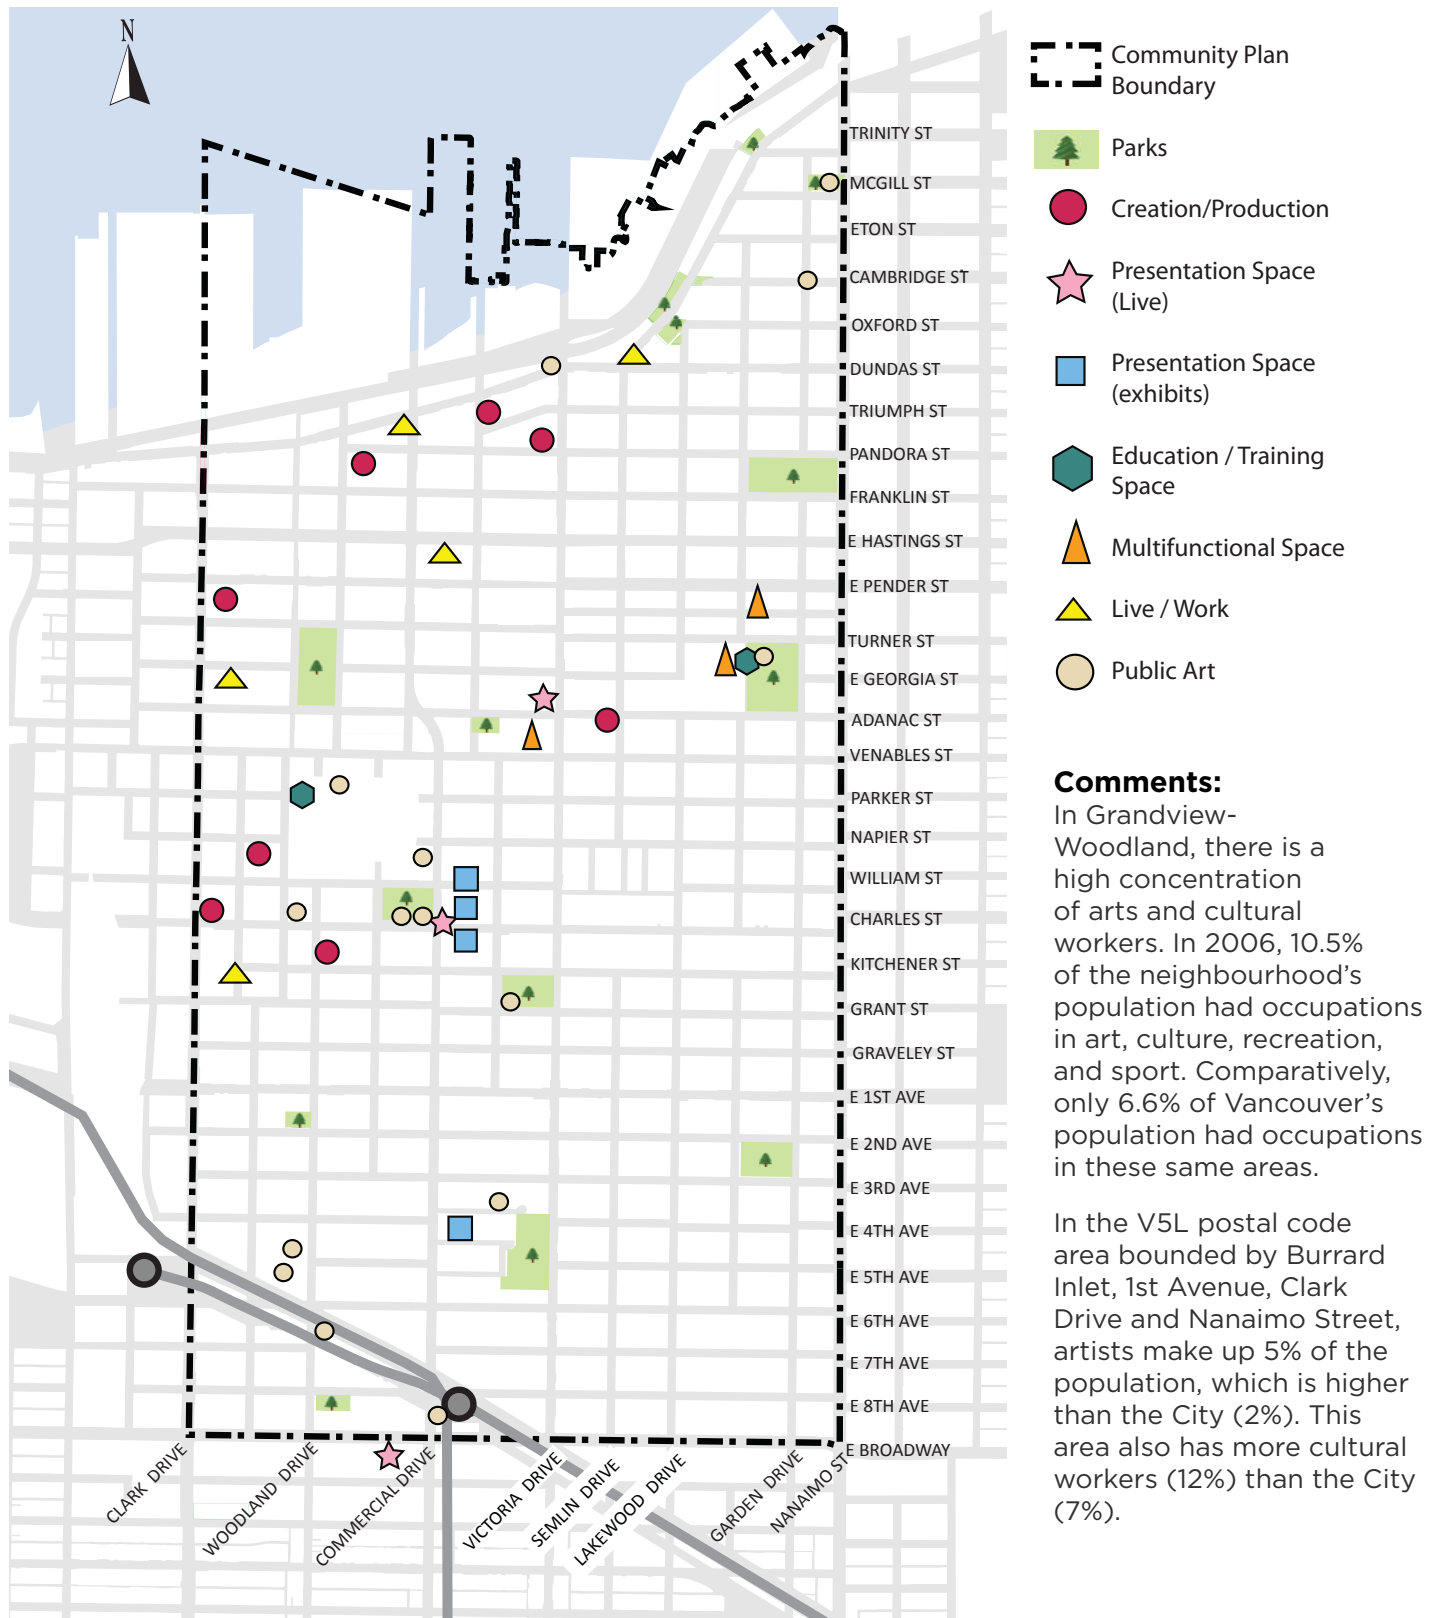 N
TRINITY ST
MCGILL ST
ETON ST
CAMBRIDGE ST
OXFORD ST
DUNDAS ST
TRIUMPH ST
PANDORA ST
FRANKLIN ST
E HASTINGS ST
E PENDER ST
TURNER ST
E GEORGIA ST
ADANAC ST
VENABLES ST
PARKER ST
NAPIER ST
WILLIAM ST
CHARLES ST
KITCHENER ST
GRANT ST
GRAVELEY ST
E 1ST AVE
E 2ND AVE
E 3RD AVE
E 4TH AVE
E 5TH AVE
E 6TH AVE
E 7TH AVE
E 8TH AVE
E BROADWAY
CLARK DRIVE
WOODLAND DRIVE
COMMERCIAL DRIVE
VICTORIA DRIVE
SEMLIN DRIVE
LAKEWOOD DRIVE
GARDEN DRIVE
NANAIMO ST
Community Plan
Boundary
Parks
Creation/Production
Presentation Space
(Live)
Presentation Space
(exhibits)
Education / Training
Space
Multifunctional Space
Live / Work
Public Art
Comments:
In Grandview-
Woodland, there is a
high concentration
of arts and cultural
workers. In 2006, 10.5%
of the neighbourhood’s
population had occupations
in art, culture, recreation,
and sport. Comparatively,
only 6.6% of Vancouver’s
population had occupations
in these same areas.
In the V5L postal code
area bounded by Burrard
Inlet, 1st Avenue, Clark
Drive and Nanaimo Street,
artists make up 5% of the
population, which is higher
than the City (2%). This
area also has more cultural
workers (12%) than the City
(7%).